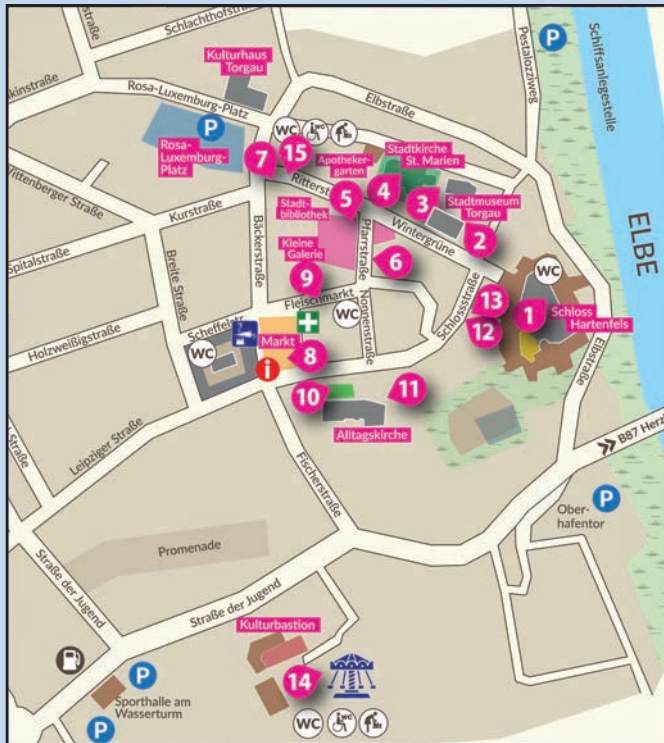 Schlachthofstraße
Kulturhaus
Torgau
P
Pestalozziweg
Schiffsanlegestelle
Rosa-Luxemburg-Platz
Elbstraße
P
WC
WC
Rosa-
Luxemburg-
Platz
7
15
Apotheker-
garten
Stadtkirche
St. Marien
Ritterstr.
5
4
3
Stadtmuseum
Torgau
Wittenberger Straße
Kurstraße
Stadt-
bibliothek
Wintergrüne
2
ELBE
Spitalstraße
Breite Straße
Bäckerstraße
Kleine
Galerie
Pfarrstraße
6
9
Fleischmarkt
Nonnenstraße
Schlossstraße
WC
13
1
Schloss
Hartenfels
12
Holzweißigstraße
Scheffelstr.
WC
WC
Markt
8
i
Elbstraße
10
11
Alltagskirche
Leipziger Straße
Fischerstraße
B87 Herz
P
Ober-
hafentor
Promenade
Straße der Jugend
Straße der Jugend
Kulturbastion
14
P
Sporthalle am
Wasserturm
P
WC
WC